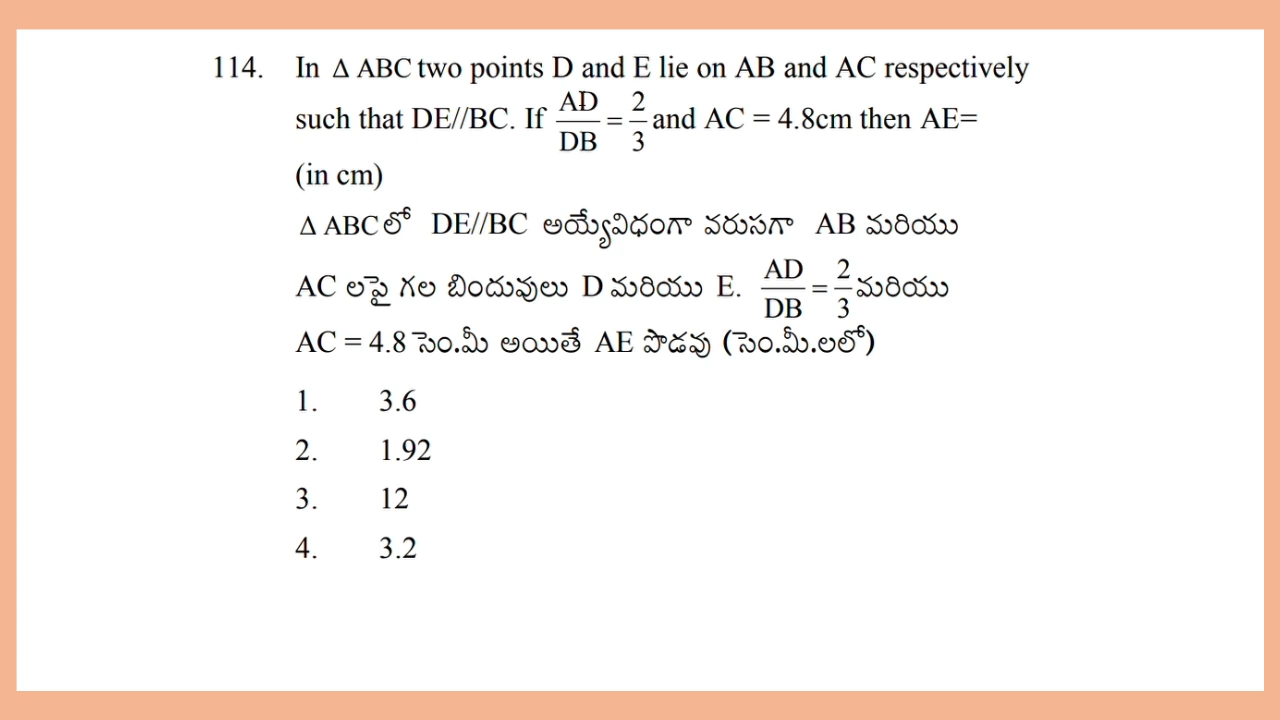 114. In Δ ABC two points D and E lie on AB and AC respectively
such that DE//BC. If AD/DB = 2/3 and AC = 4.8cm then AE=
(in cm)
Δ ABCలో DE//BC అయ్యేవిధంగా వరుసగా AB మరియు
AC లపై గల బిందువులు D మరియు E. AD/DB = 2/3 మరియు
AC = 4.8 సెం.మీ అయితే AE పొడవు (సెం.మీ.లలో)
1. 3.6
2. 1.92
3. 12
4. 3.2